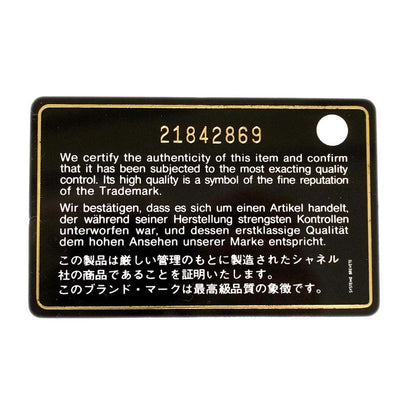 21842869
We certify the authenticity of this item and confirm
that it has been subjected to the most exacting quality
control. Its high quality is a symbol of the fine reputation
of the Trademark.
Wir bestätigen, dass es sich um einen Artikel handelt,
der während seiner Herstellung strengsten Kontrollen
unterworfen war, und dessen erstklassige Qualität
dem hohen Ansehen unserer Marke entspricht.
この製品は厳しい管理のもとに製造されたシャネル
社の商品であることを証明いたします。
このブランド・マークは最高級品質の象徴です。